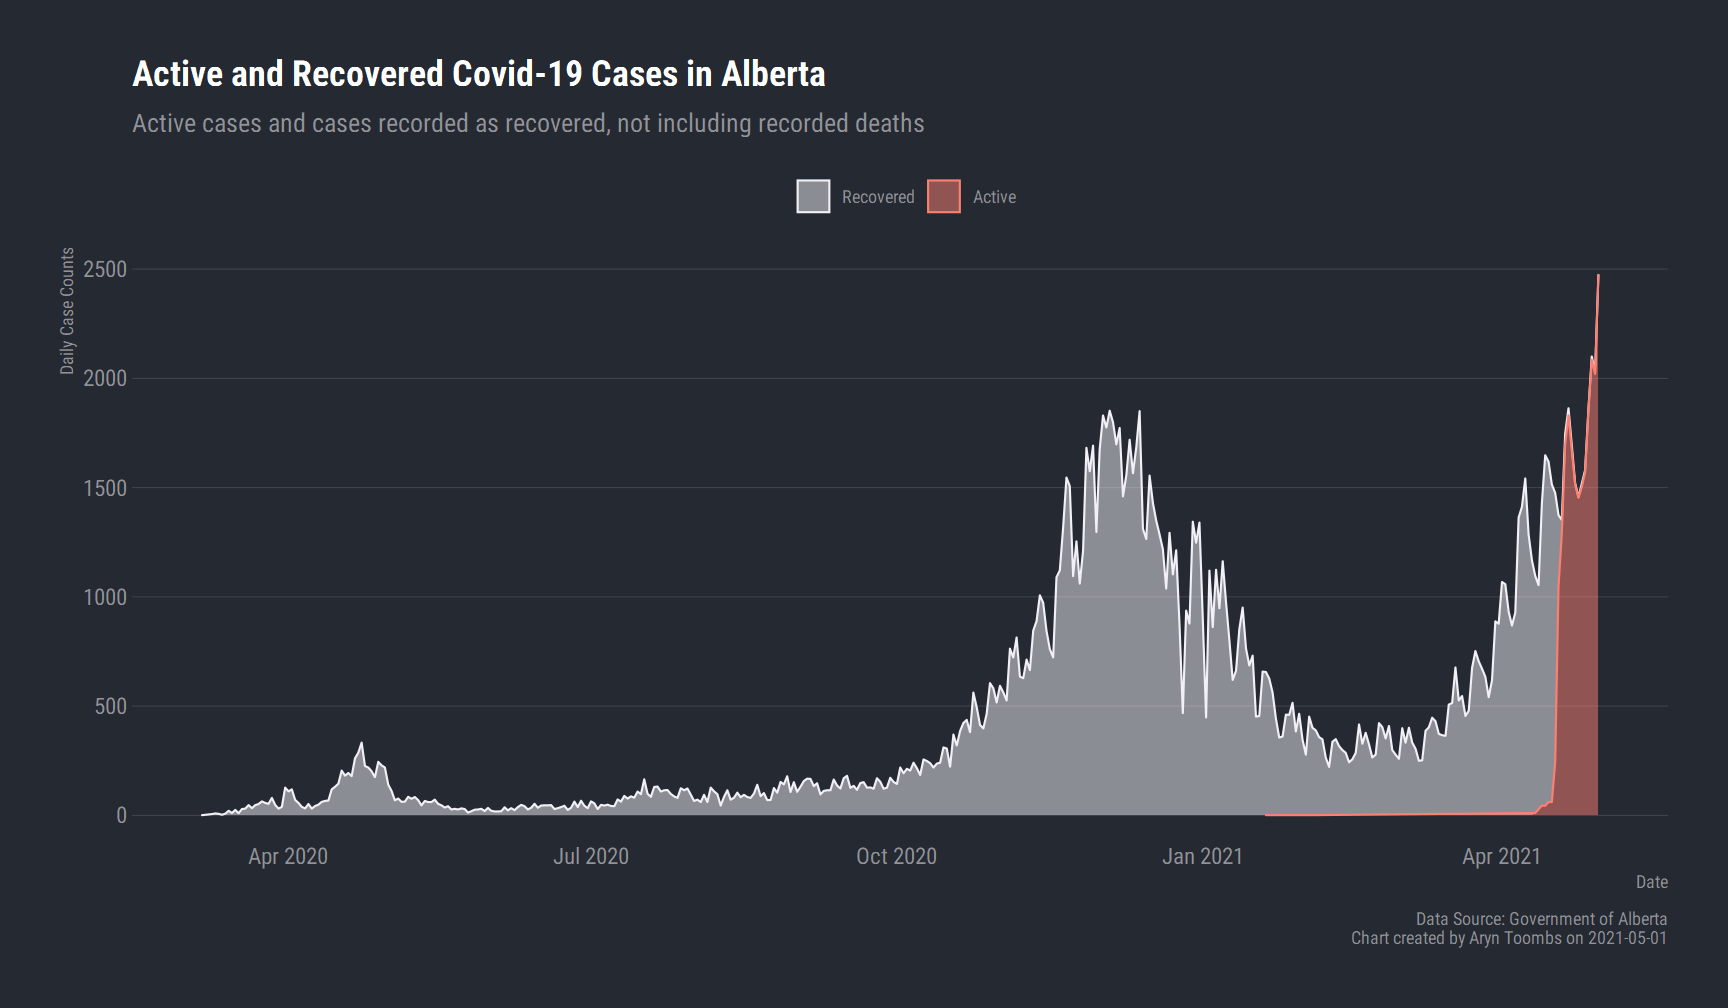 Active and Recovered Covid-19 Cases in Alberta
Active cases and cases recorded as recovered, not including recorded deaths
Recovered
Active
Daily Case Counts
2500
2000
1500
1000
500
0
Apr 2020
Jul 2020
Oct 2020
Jan 2021
Apr 2021
Date
Data Source: Government of Alberta
Chart created by Aryn Toombs on 2021-05-01